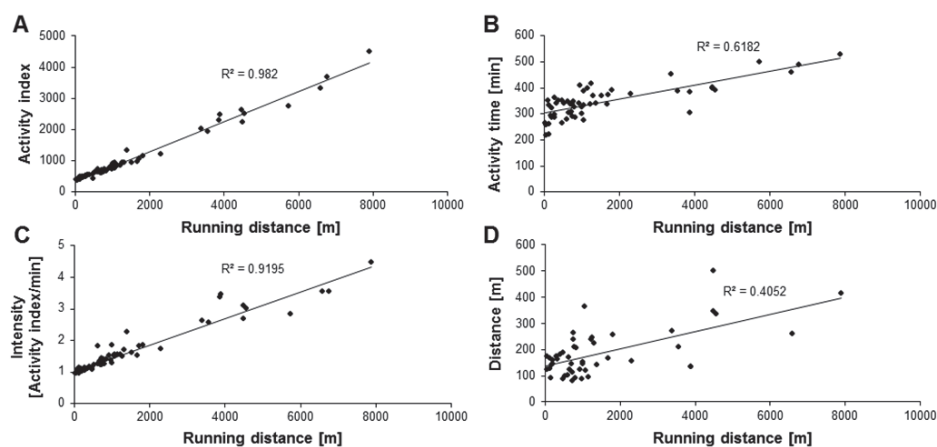 A
Activity index
5000
4000
3000
2000
1000
0
R² = 0.982
0 2000 4000 6000 8000 10000
Running distance [m]
B
Activity time [min]
600
500
400
300
200
100
0
R² = 0.6182
0 2000 4000 6000 8000 10000
Running distance [m]
C
Intensity
[Activity index/min]
5
4
3
2
1
0
R² = 0.9195
0 2000 4000 6000 8000 10000
Running distance [m]
D
Distance [m]
600
500
400
300
200
100
0
R² = 0.4052
0 2000 4000 6000 8000 10000
Running distance [m]